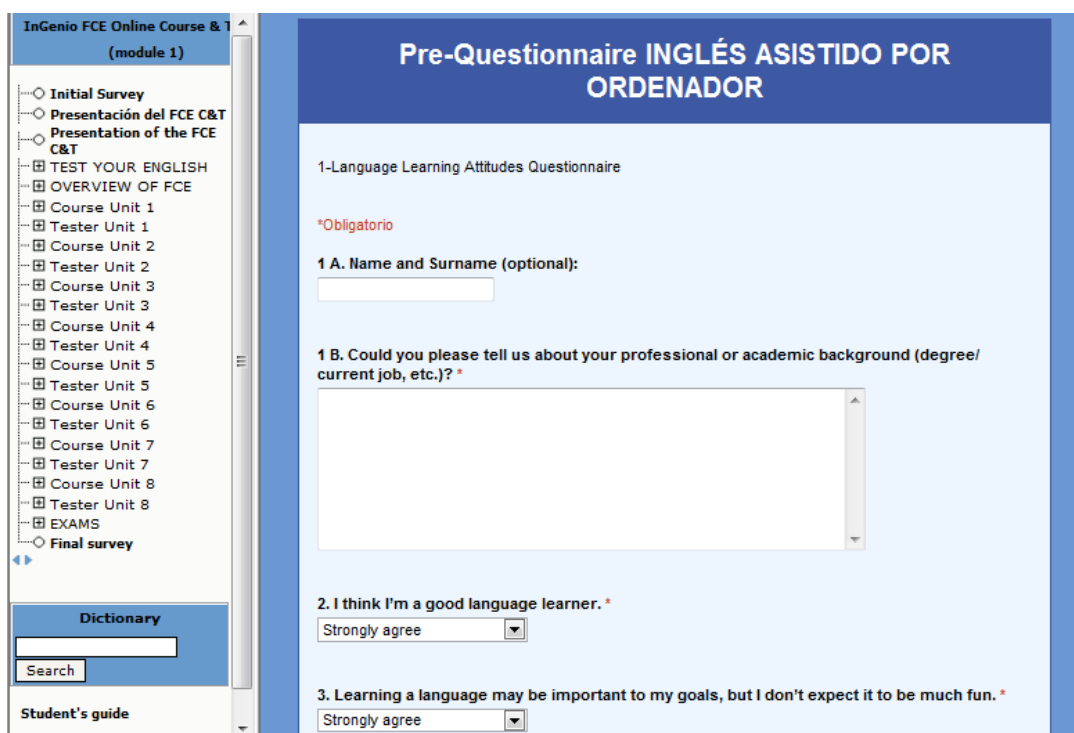 InGenio FCE Online Course & T
(module 1)
Initial Survey
Presentación del FCE C&T
Presentation of the FCE
C&T
TEST YOUR ENGLISH
OVERVIEW OF FCE
Course Unit 1
Tester Unit 1
Course Unit 2
Tester Unit 2
Course Unit 3
Tester Unit 3
Course Unit 4
Tester Unit 4
Course Unit 5
Tester Unit 5
Course Unit 6
Tester Unit 6
Course Unit 7
Tester Unit 7
Course Unit 8
Tester Unit 8
EXAMS
Final survey
Dictionary
Search
Student's guide
Pre-Questionnaire INGLÉS ASISTIDO POR
ORDENADOR
1-Language Learning Attitudes Questionnaire
*Obligatorio
1 A. Name and Surname (optional):
1 B. Could you please tell us about your professional or academic background (degree/
current job, etc.)? *
2. I think I'm a good language learner. *
Strongly agree
3. Learning a language may be important to my goals, but I don't expect it to be much fun. *
Strongly agree